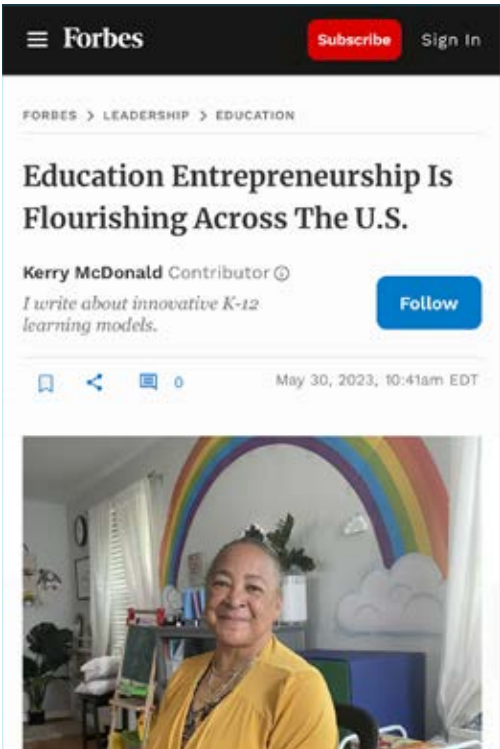 Forbes
Subscribe
Sign In
FORBES > LEADERSHIP > EDUCATION
Education Entrepreneurship Is
Flourishing Across The U.S.
Kerry McDonald Contributor
I write about innovative K-12
learning models.
Follow
0
May 30, 2023, 10:41am EDT